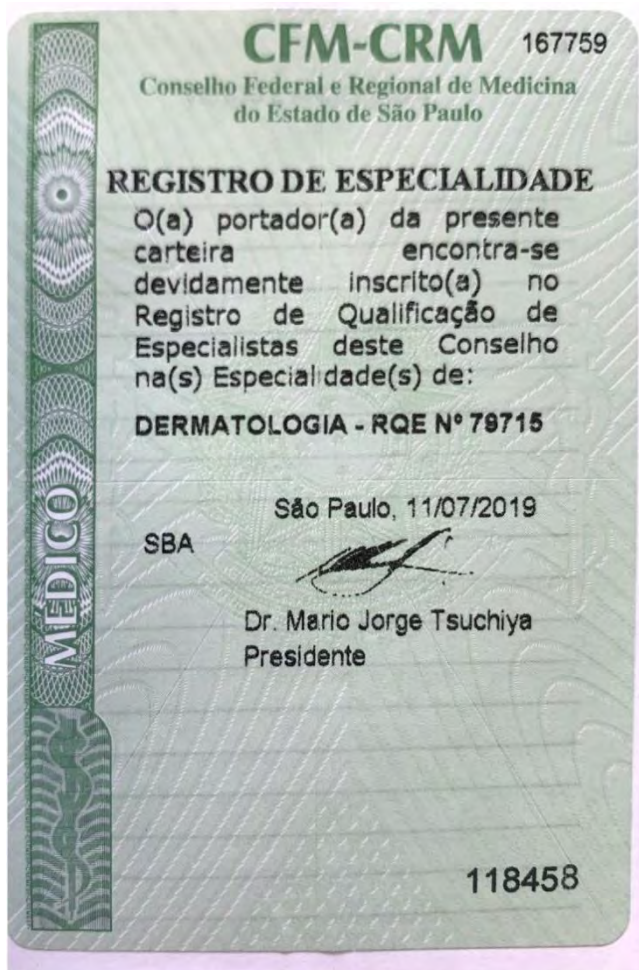 CFM-CRM 167759
Conselho Federal e Regional de Medicina
do Estado de São Paulo
REGISTRO DE ESPECIALIDADE
O(a) portador(a) da presente
carteira encontra-se
devidamente inscrito(a) no
Registro de Qualificação de
Especialistas deste Conselho
na(s) Especialidade(s) de:
DERMATOLOGIA - RQE Nº 79715
São Paulo, 11/07/2019
SBA
Dr. Mario Jorge Tsuchiya
Presidente
MEDICO
118458